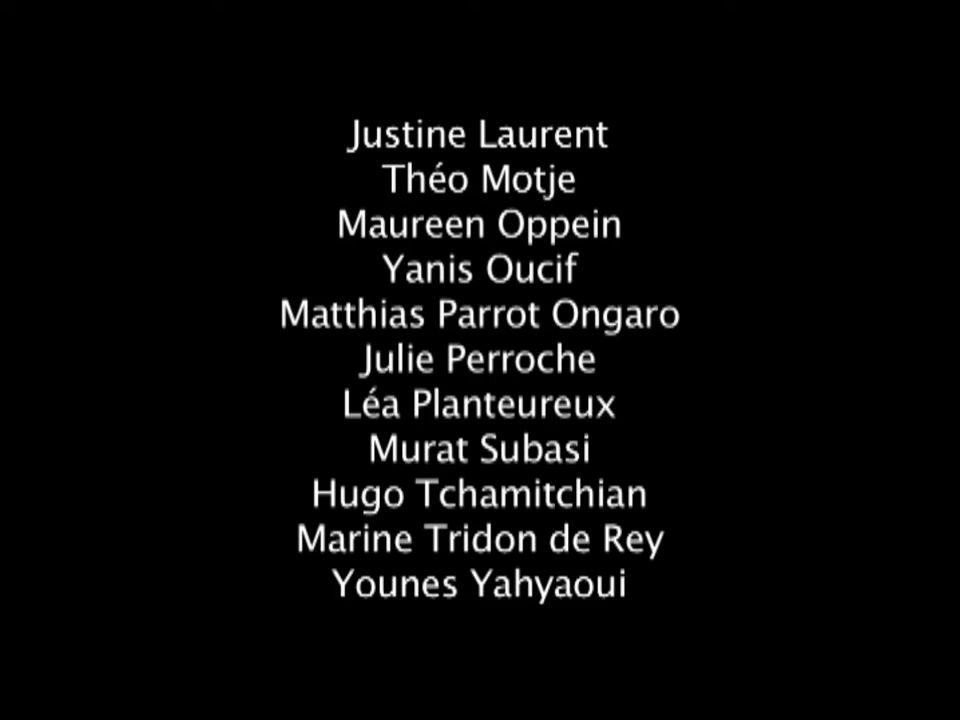 Justine Laurent
Théo Motje
Maureen Oppein
Yanis Oucif
Matthias Parrot Ongaro
Julie Perroche
Léa Planteureux
Murat Subasi
Hugo Tchamitchian
Marine Tridon de Rey
Younes Yahyaoui